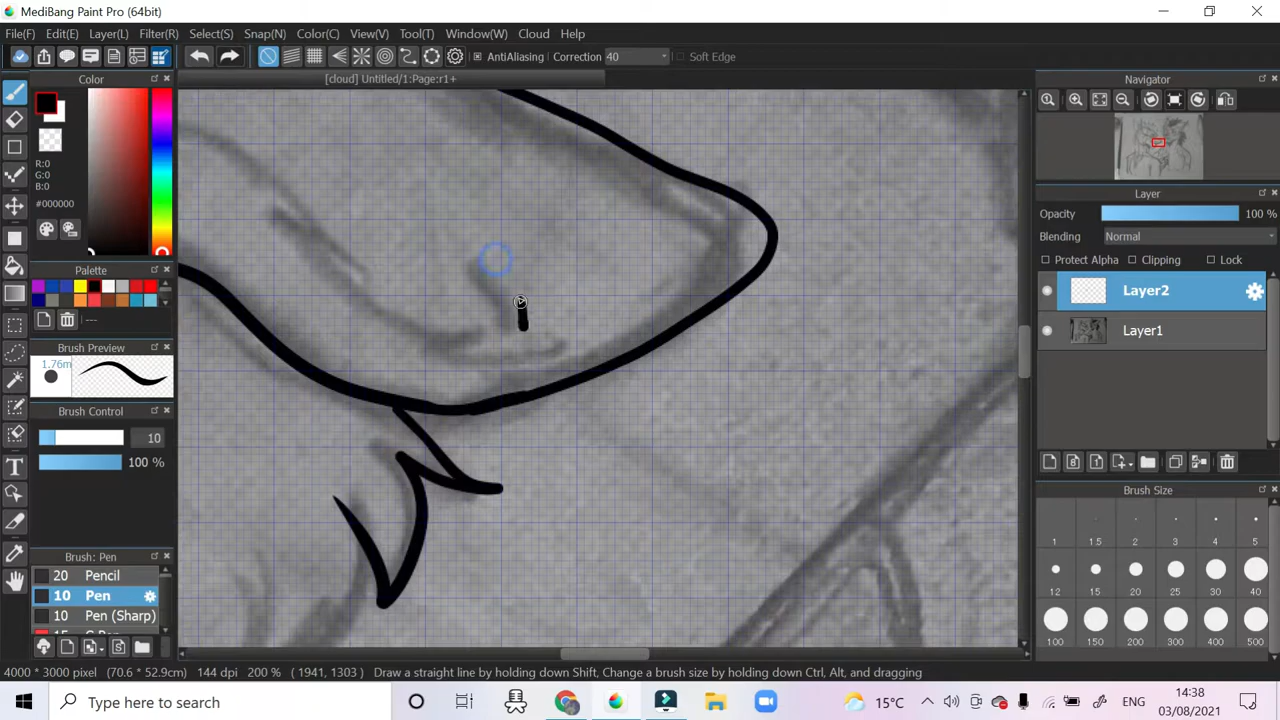 MediBang Paint Pro (64bit)
File(F) Edit(E) Layer(L) Filter(R) Select(S) Snap(N) Color(C) View(V) Tool(T) Window(W) Cloud Help
AntiAliasing Correction 40 Soft Edge
[cloud] Untitled/1:Page:r1+
Color
R:0
G:0
B:0
#000000
Palette
---
Brush Preview
1.76m
Brush Control
10
100 %
Brush: Pen
20 Pencil
10 Pen
10 Pen (Sharp)
Navigator
Layer
Opacity 100 %
Blending Normal
Protect Alpha Clipping Lock
Layer2
Layer1
Brush Size
1 1.5 2 3 4 5
12 15 20 25 30 40
100 150 200 300 400 500
4000 * 3000 pixel (70.6 * 52.9cm) 144 dpi 200 % ( 1941, 1303 ) Draw a straight line by holding down Shift, Change a brush size by holding down Ctrl, Alt, and dragging
Type here to search
15°C ENG 14:38
03/08/2021